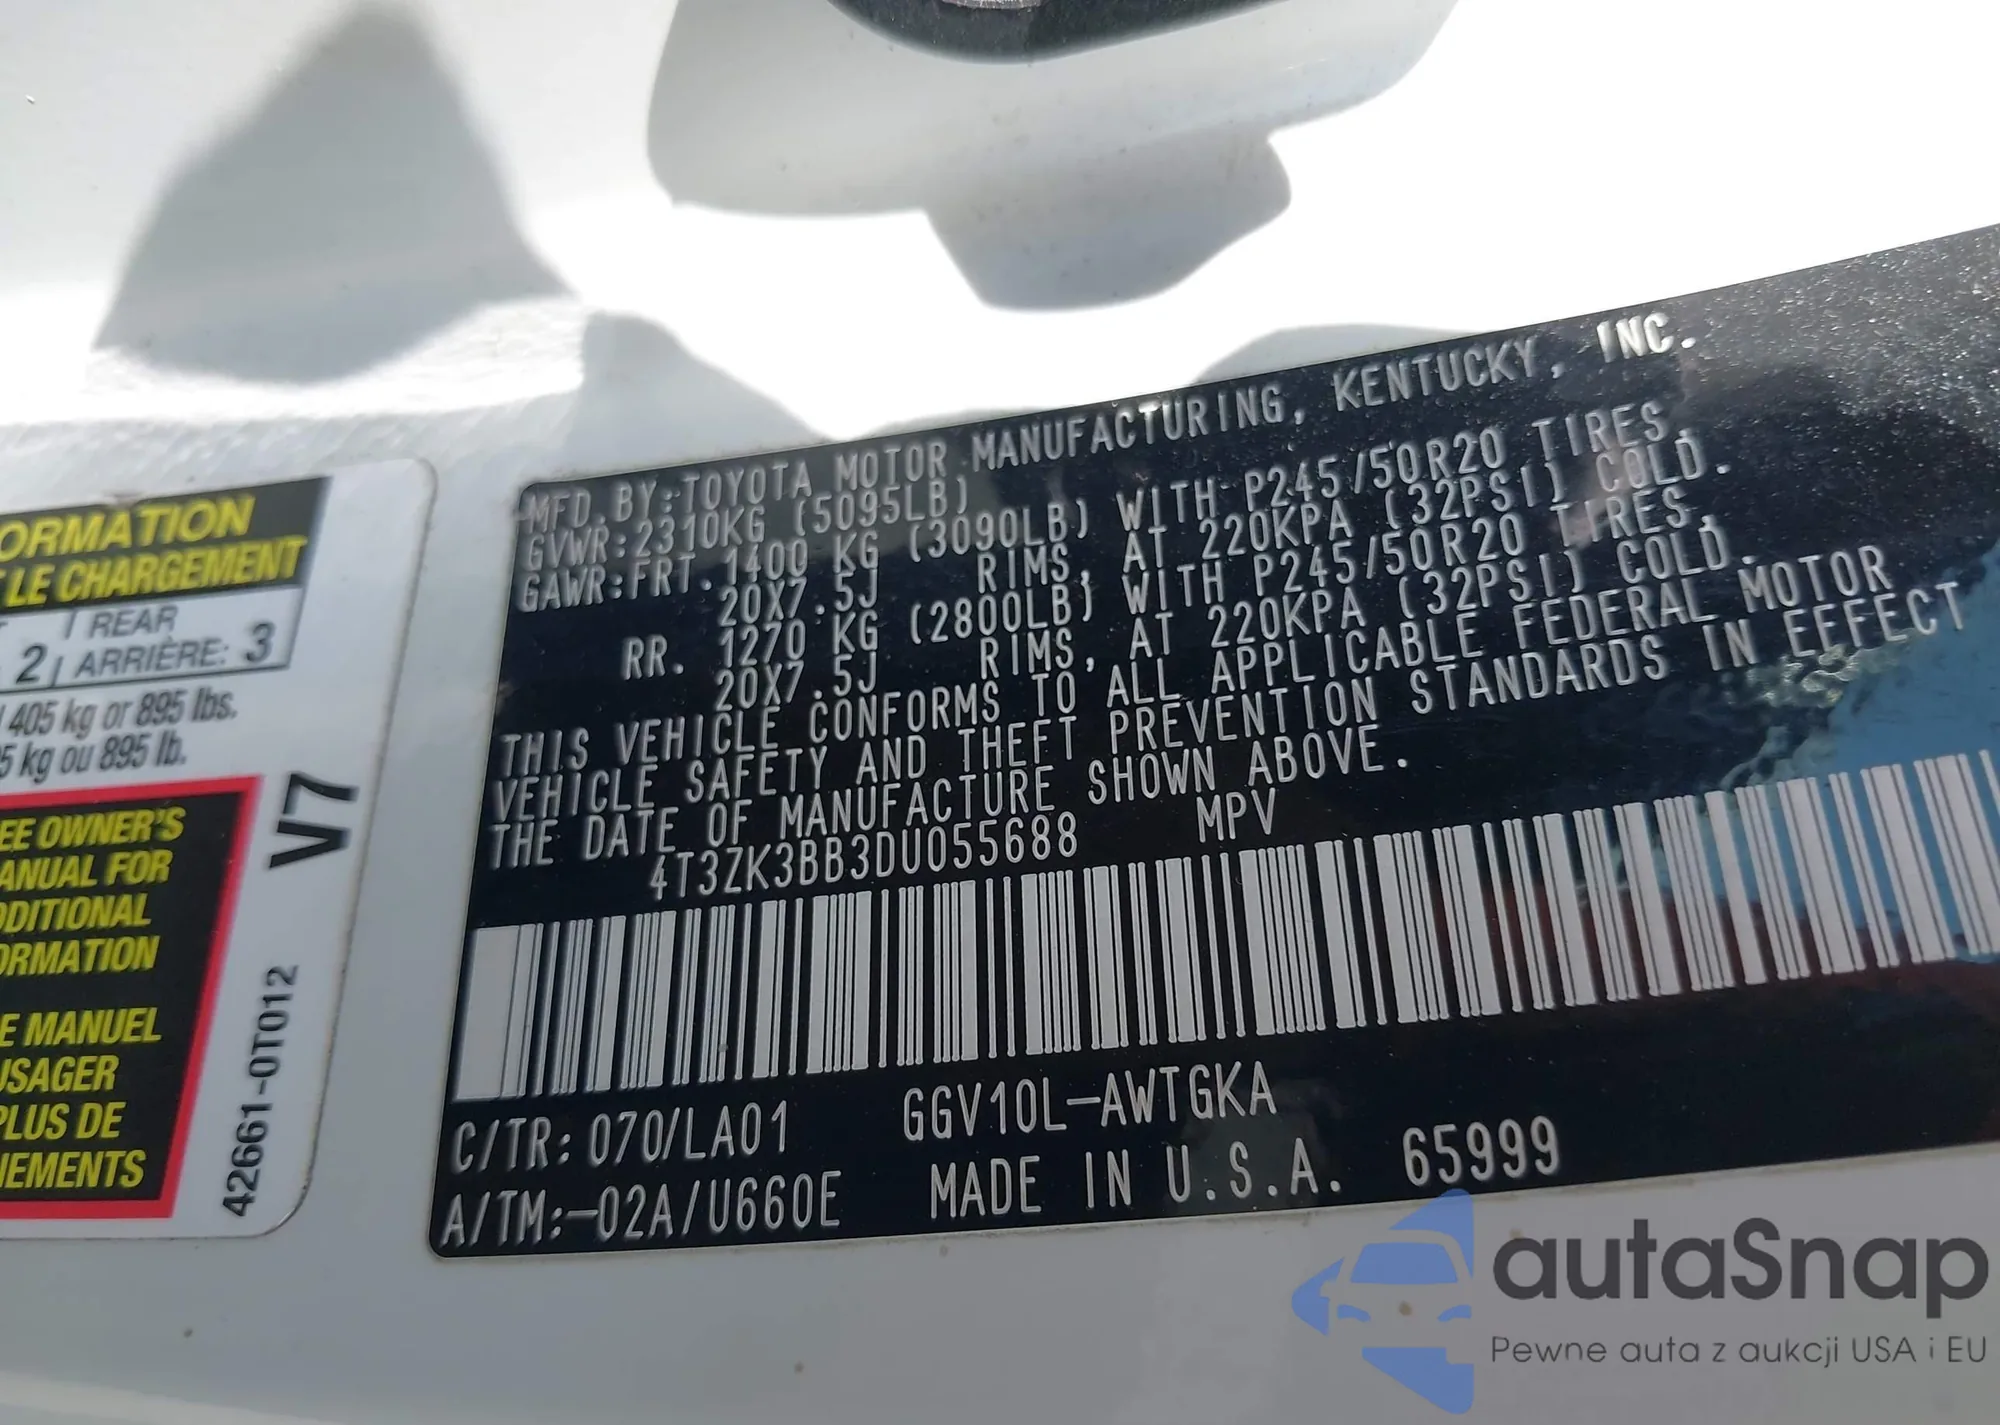 ORMATION
LE CHARGEMENT
REAR
2 ARRIÈRE: 3
405 kg or 895 lbs.
5 kg ou 895 lb.
EE OWNER'S
ANUAL FOR
DDITIONAL
ORMATION
E MANUEL
USAGER
PLUS DE
NEMENTS
V7
42661-0T012
MFD. BY: TOYOTA MOTOR MANUFACTURING, KENTUCKY, INC.
GVWR: 2310KG (5095LB)
GAWR: FRT. 1400 KG (3090LB) WITH P245/50R20 TIRES,
20X7.5J RIMS, AT 220KPA (32PSI) COLD.
RR. 1270 KG (2800LB) WITH P245/50R20 TIRES,
20X7.5J RIMS, AT 220KPA (32PSI) COLD.
THIS VEHICLE CONFORMS TO ALL APPLICABLE FEDERAL MOTOR
VEHICLE SAFETY AND THEFT PREVENTION STANDARDS IN EFFECT
THE DATE OF MANUFACTURE SHOWN ABOVE.
4T3ZK3BB3DU055688 MPV
C/TR: 070/LA01 GGV10L-AWTGKA
A/TM:-02A/U660E MADE IN U.S.A. 65999
autaSnap
Pewne auta z aukcji USA i EU